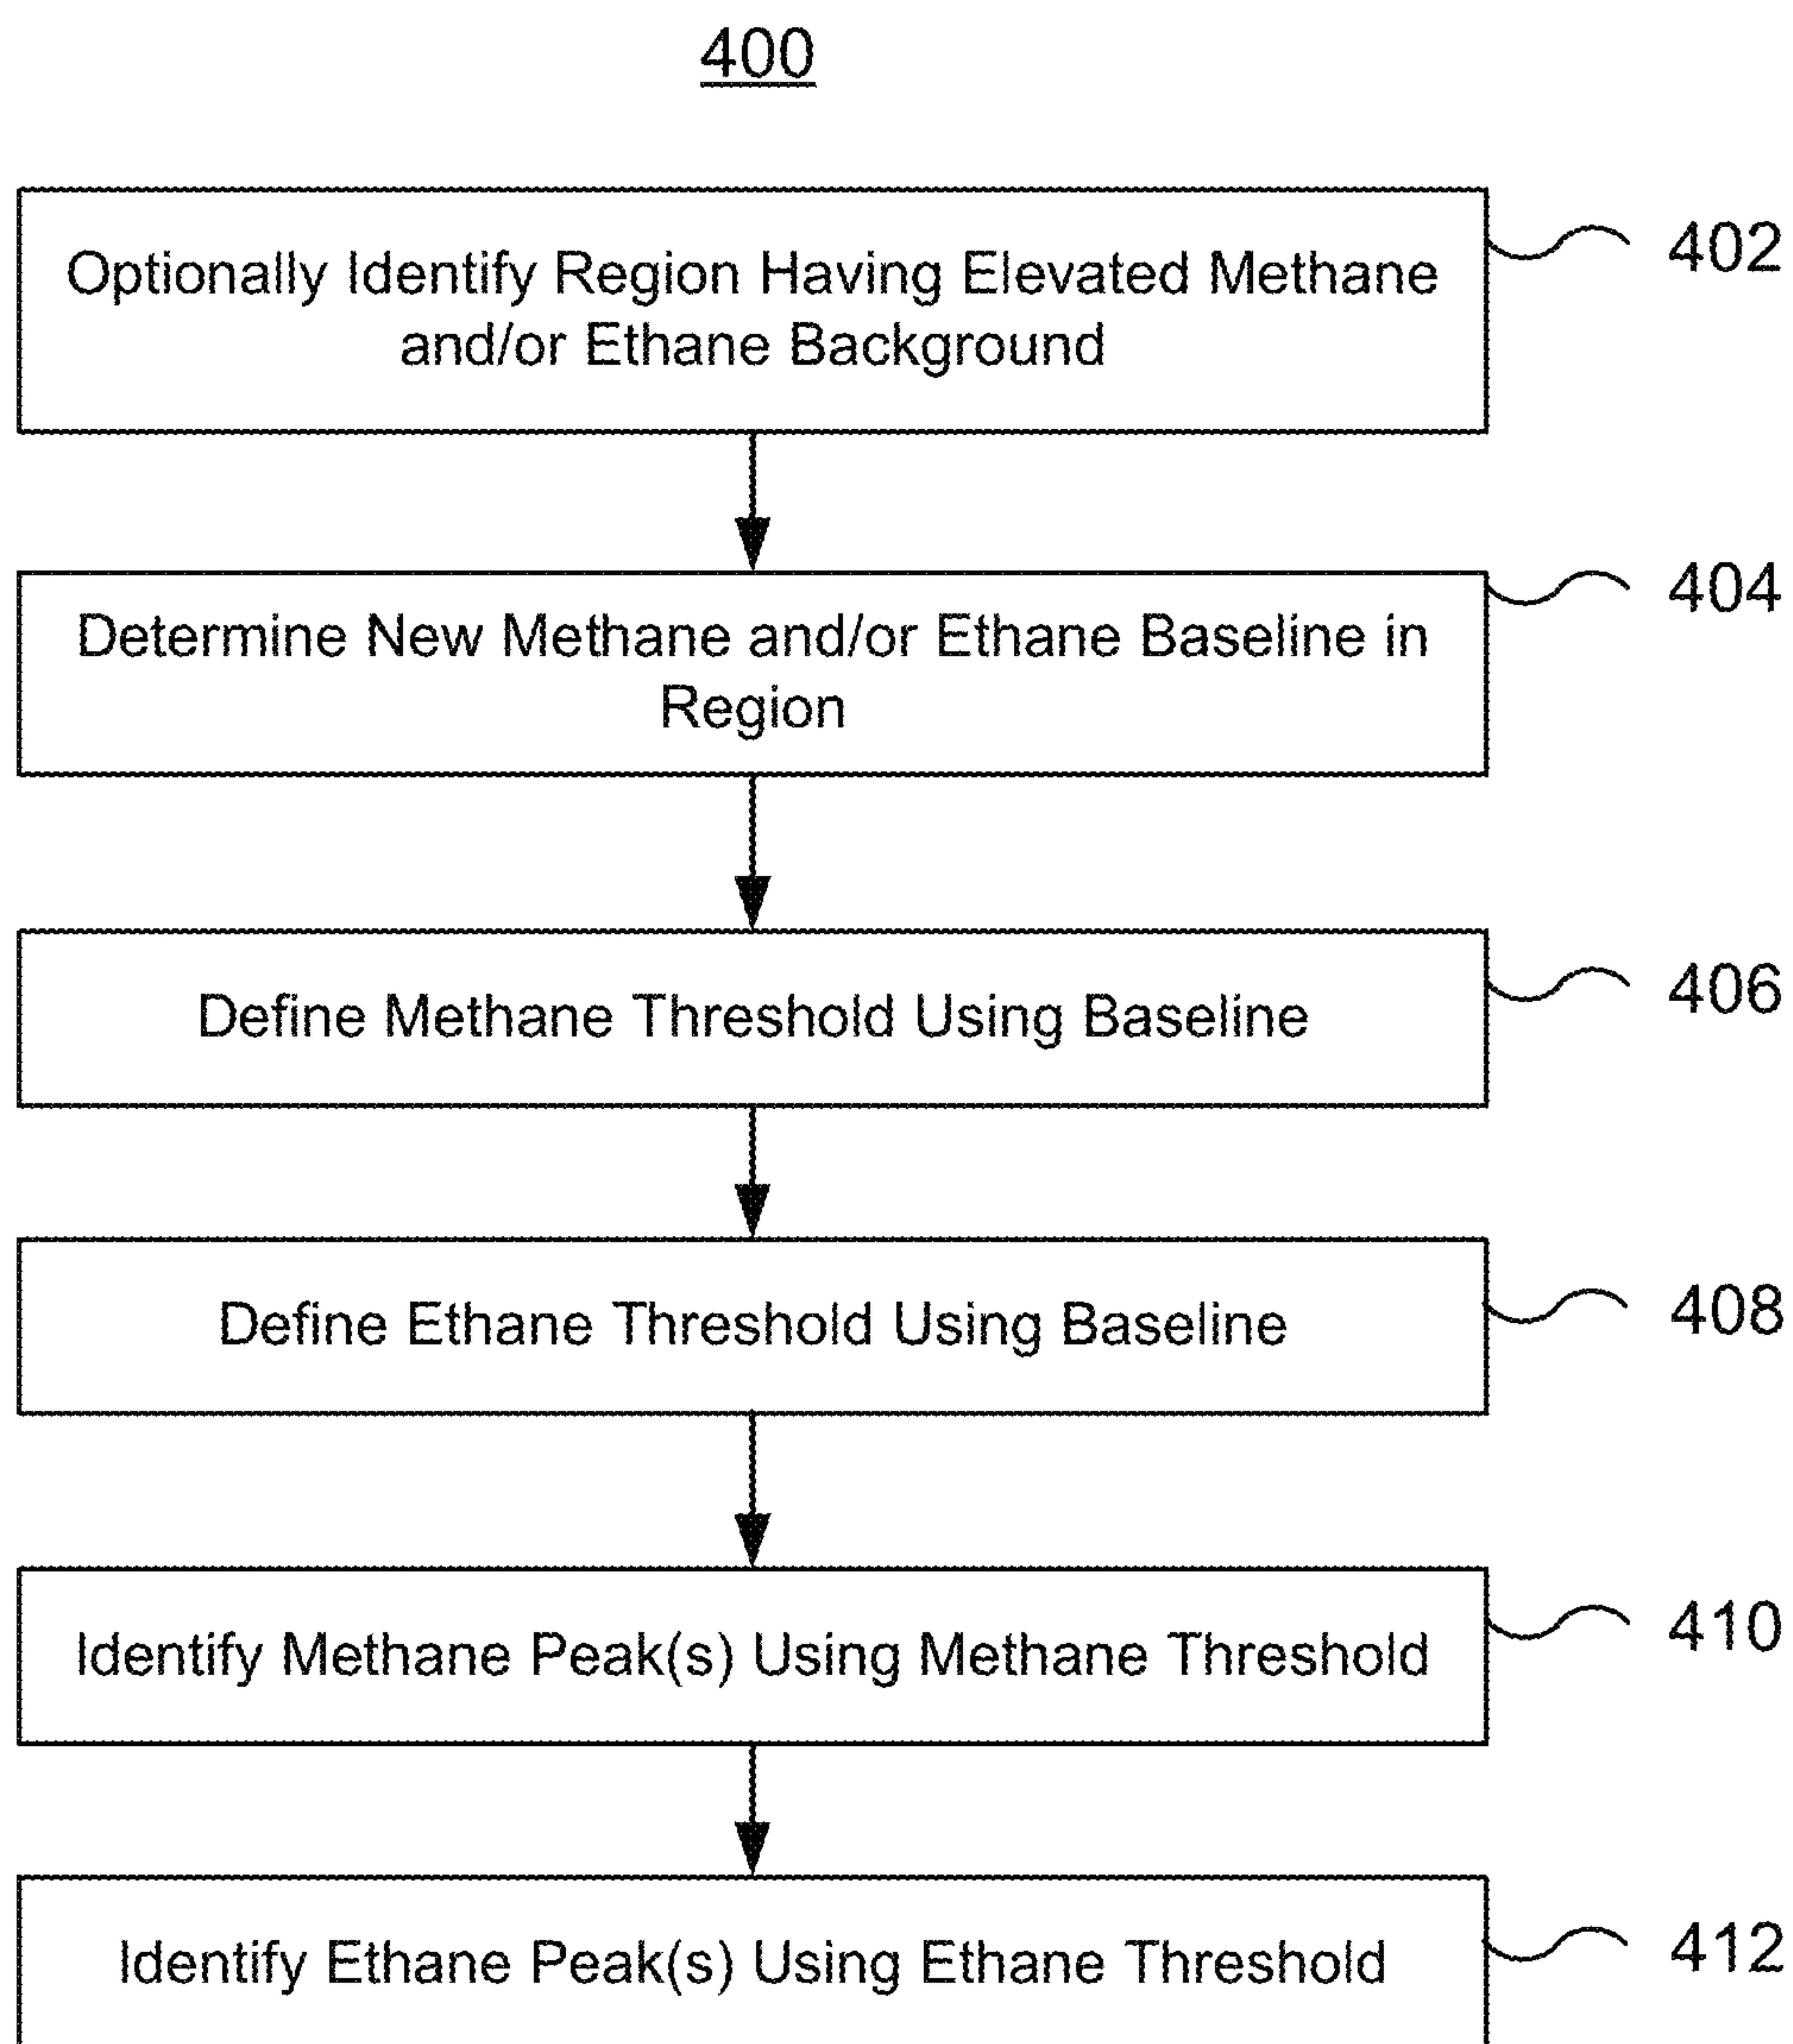 400
Optionally Identify Region Having Elevated Methane
and/or Ethane Background
402
Determine New Methane and/or Ethane Baseline in
Region
404
Define Methane Threshold Using Baseline
406
Define Ethane Threshold Using Baseline
408
Identify Methane Peak(s) Using Methane Threshold
410
Identify Ethane Peak(s) Using Ethane Threshold
412